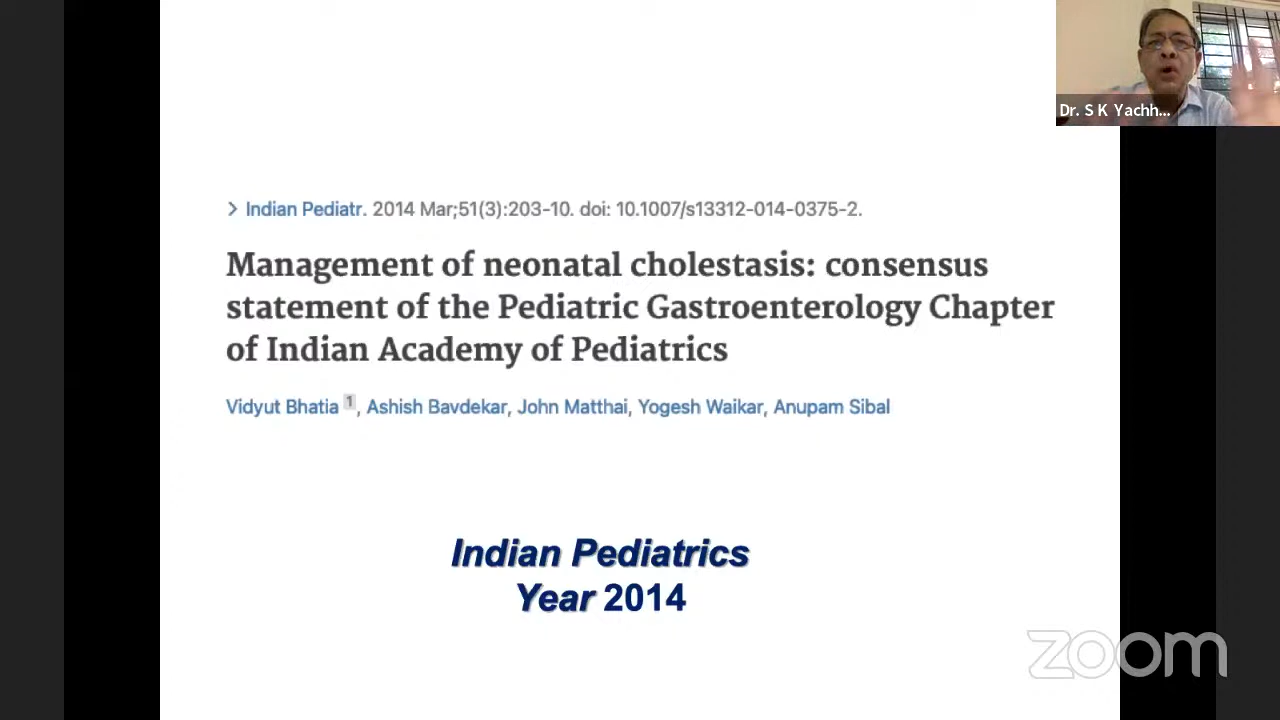 Dr. S K Yachh...
> Indian Pediatr. 2014 Mar;51(3):203-10. doi: 10.1007/s13312-014-0375-2.
Management of neonatal cholestasis: consensus
statement of the Pediatric Gastroenterology Chapter
of Indian Academy of Pediatrics
Vidyut Bhatia 1, Ashish Bavdekar, John Matthai, Yogesh Waikar, Anupam Sibal
Indian Pediatrics
Year 2014
zoom